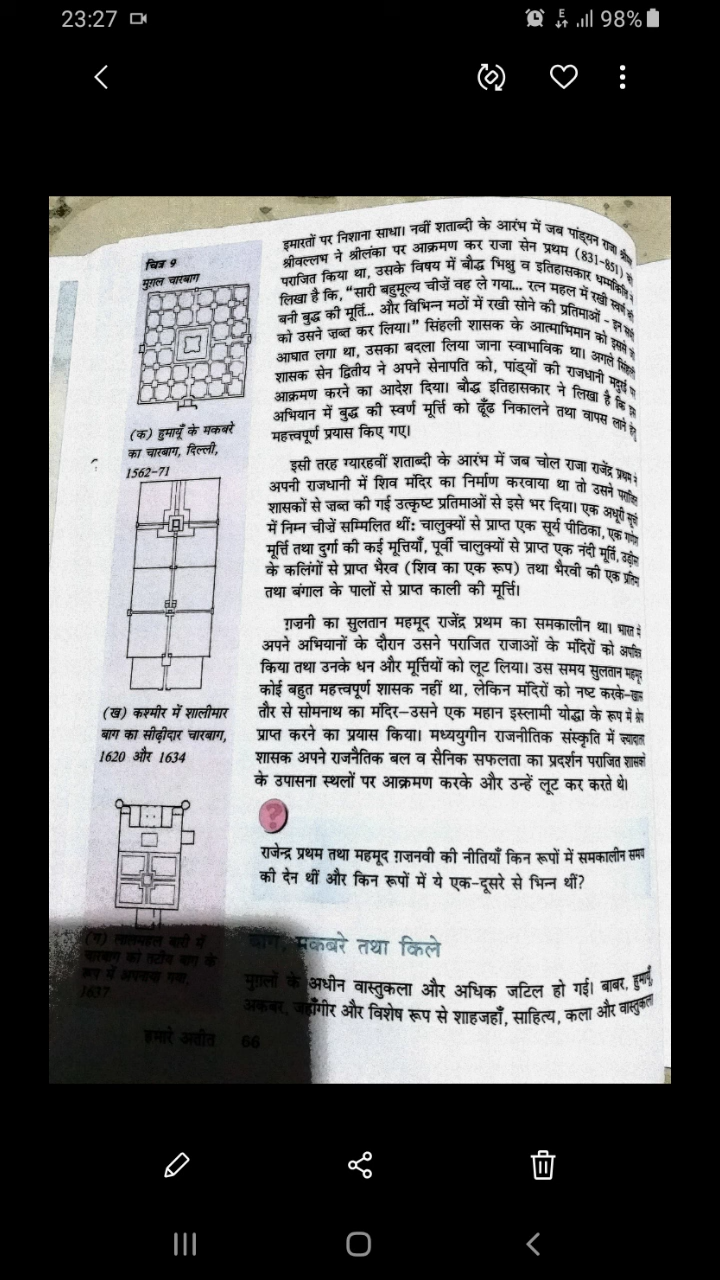 23:27
98%
चित्र 9
मुग़ल चारबाग
(क) हुमायूँ के मकबरे
का चारबाग, दिल्ली,
1562-71
(ख) कश्मीर में शालीमार
बाग का सीढ़ीदार चारबाग,
1620 और 1634
(ग) लालमहल बारी में
चारबाग को तटीय बाग के
रूप में अपनाया गया,
1637
इमारतों पर निशाना साधा। नवीं शताब्दी के आरंभ में जब पांड्यन राजा श्रीमर
श्रीवल्लभ ने श्रीलंका पर आक्रमण कर राजा सेन प्रथम (831-851) को
पराजित किया था, उसके विषय में बौद्ध भिक्षु व इतिहासकार धम्मकित्ति ने
लिखा है कि, “सारी बहुमूल्य चीज़ें वह ले गया... रत्न महल में रखी स्वर्ण की
बनी बुद्ध की मूर्ति... और विभिन्न मठों में रखी सोने की प्रतिमाओं - इन सभी
को उसने जब्त कर लिया।” सिंहली शासक के आत्माभिमान को इससे जो
आघात लगा था, उसका बदला लिया जाना स्वाभाविक था। अगले सिंहली
शासक सेन द्वितीय ने अपने सेनापति को, पांड्यों की राजधानी मदुरई पर
आक्रमण करने का आदेश दिया। बौद्ध इतिहासकार ने लिखा है कि इस
अभियान में बुद्ध की स्वर्ण मूर्त्ति को ढूँढ निकालने तथा वापस लाने हेतु
महत्त्वपूर्ण प्रयास किए गए।
इसी तरह ग्यारहवीं शताब्दी के आरंभ में जब चोल राजा राजेंद्र प्रथम ने
अपनी राजधानी में शिव मंदिर का निर्माण करवाया था तो उसने पराजित
शासकों से जब्त की गई उत्कृष्ट प्रतिमाओं से इसे भर दिया। एक अधूरी सूची
में निम्न चीज़ें सम्मिलित थीं: चालुक्यों से प्राप्त एक सूर्य पीठिका, एक गणेश
मूर्त्ति तथा दुर्गा की कई मूर्त्तियाँ, पूर्वी चालुक्यों से प्राप्त एक नंदी मूर्ति, उड़ीसा
के कलिंगों से प्राप्त भैरव (शिव का एक रूप) तथा भैरवी की एक प्रतिमा
तथा बंगाल के पालों से प्राप्त काली की मूर्त्ति।
ग़ज़नी का सुलतान महमूद राजेंद्र प्रथम का समकालीन था। भारत में
अपने अभियानों के दौरान उसने पराजित राजाओं के मंदिरों को अपवित्र
किया तथा उनके धन और मूर्त्तियों को लूट लिया। उस समय सुलतान महमूद
कोई बहुत महत्त्वपूर्ण शासक नहीं था, लेकिन मंदिरों को नष्ट करके–खास
तौर से सोमनाथ का मंदिर–उसने एक महान इस्लामी योद्धा के रूप में श्रेय
प्राप्त करने का प्रयास किया। मध्ययुगीन राजनीतिक संस्कृति में ज्यादातर
शासक अपने राजनैतिक बल व सैनिक सफलता का प्रदर्शन पराजित शासकों
के उपासना स्थलों पर आक्रमण करके और उन्हें लूट कर करते थे।
?
राजेन्द्र प्रथम तथा महमूद ग़जनवी की नीतियाँ किन रूपों में समकालीन समय
की देन थीं और किन रूपों में ये एक-दूसरे से भिन्न थीं?
बाग, मकबरे तथा किले
मुग़लों के अधीन वास्तुकला और अधिक जटिल हो गई। बाबर, हुमायूँ,
अकबर, जहाँगीर और विशेष रूप से शाहजहाँ, साहित्य, कला और वास्तुकला
हमारे अतीत 66